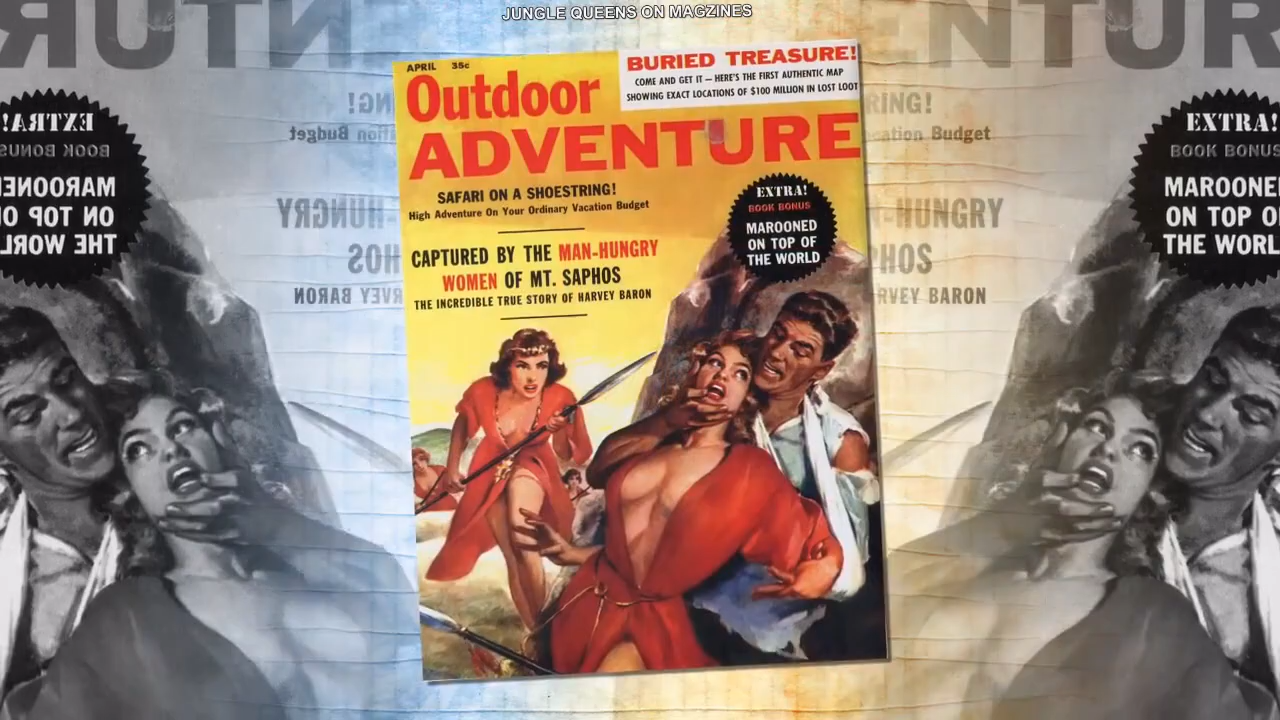 JUNGLE QUEENS ON MAGZINES
APRIL 35c
Outdoor
ADVENTURE
BURIED TREASURE!
COME AND GET IT — HERE'S THE FIRST AUTHENTIC MAP
SHOWING EXACT LOCATIONS OF $100 MILLION IN LOST LOOT
SAFARI ON A SHOESTRING!
High Adventure On Your Ordinary Vacation Budget
EXTRA!
BOOK BONUS
MAROONED
ON TOP OF
THE WORLD
CAPTURED BY THE MAN-HUNGRY
WOMEN OF MT. SAPHOS
THE INCREDIBLE TRUE STORY OF HARVEY BARON